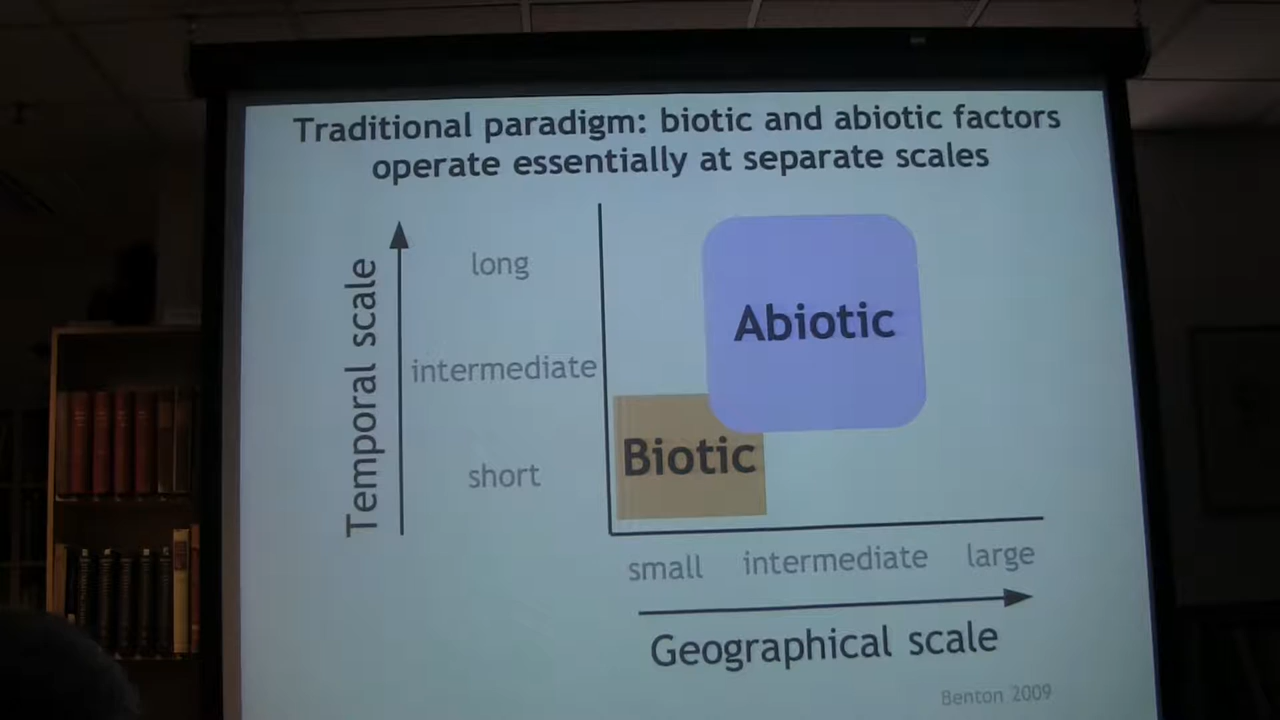 Traditional paradigm: biotic and abiotic factors
operate essentially at separate scales
Temporal scale
long
intermediate
short
Abiotic
Biotic
small intermediate large
Geographical scale
Benton 2009